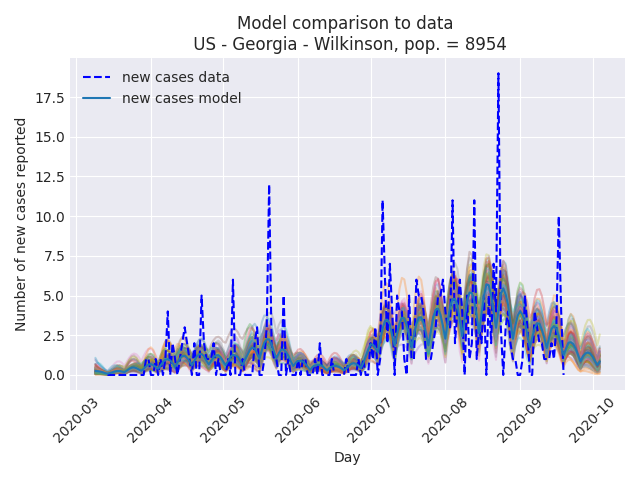 Model comparison to data
US - Georgia - Wilkinson, pop. = 8954
new cases data
new cases model
Number of new cases reported
17.5
15.0
12.5
10.0
7.5
5.0
2.5
0.0
2020-03
2020-04
2020-05
2020-06
2020-07
2020-08
2020-09
2020-10
Day